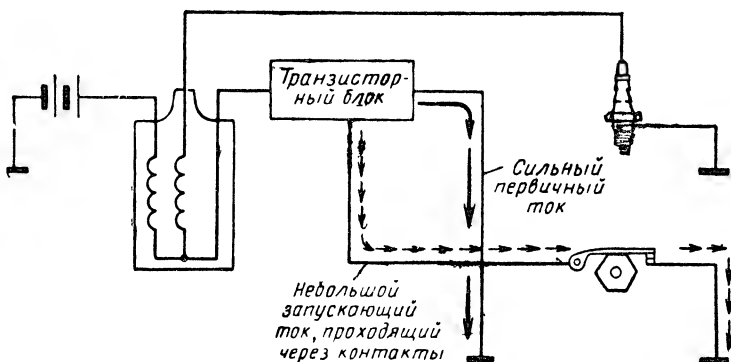 Транзистор-
ный блок
Сильный
первичный
ток
Небольшой
запускающий
ток, проходящий
через контакты